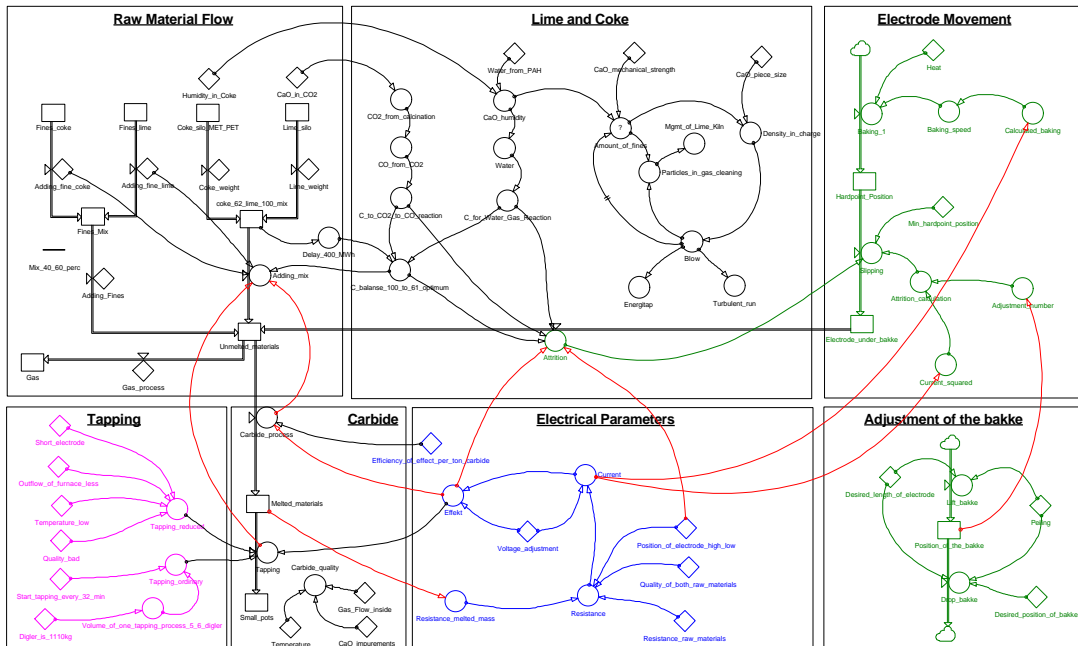 Raw Material Flow
Lime and Coke
Electrode Movement
Humidity_in_Coke
CaO_in_CO2
Fines_coke
Fines_lime
Coke_silo_MET_PET
Lime_silo
Adding_fine_coke
Adding_fine_lime
Coke_weight
Lime_weight
Fines_Mix
coke_62_lime_100_mix
Mix_40_60_perc
Adding_Fines
Delay_400_MWh
Adding_mix
Unmelted_materials
Gas
Gas_process
Water_from_PAH
CaO_mechanical_strength
CaO_piece_size
CO2_from_calcination
CaO_humidity
?
Amount_of_fines
Mgmt_of_Lime_Kiln
Density_in_charge
CO_from_CO2
Water
Particles_in_gas_cleaning
C_to_CO2_to_CO_reaction
C_for_Water_Gas_Reaction
Blow
C_balanse_100_to_61_optimum
Energitap
Turbulent_run
Attrition
Heat
Baking_1
Baking_speed
Calculated_baking
Hardpoint_Position
Min_hardpoint_position
Slipping
Attrition_calculation
Adjustment_number
Electrode_under_bakke
Current_squared
Tapping
Carbide
Electrical Parameters
Adjustment of the bakke
Short_electrode
Outflow_of_furnace_less
Temperature_low
Tapping_reduced
Quality_bad
Tapping_ordinary
Start_tapping_every_32_min
Volume_of_one_tapping_process_5_6_digler
Digler_is_1110kg
Carbide_process
Efficiency_of_effect_per_ton_carbide
Melted_materials
Tapping
Carbide_quality
Small_pots
Gas_Flow_inside
Temperature
CaO_impurements
Current
Effekt
Voltage_adjustment
Position_of_electrode_high_low
Quality_of_both_raw_materials
Resistance_melted_mass
Resistance
Resistance_raw_materials
Desired_length_of_electrode
Lift_bakke
Position_of_the_bakke
Drop_bakke
Desired_position_of_bakke